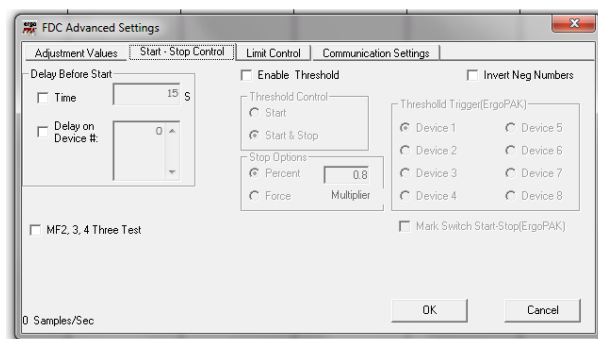 FDC Advanced Settings
Adjustment Values Start - Stop Control Limit Control Communication Settings
Delay Before Start
Time 15 S
Delay on Device #: 0
MF2, 3, 4 Three Test
Enable Threshold
Invert Neg Numbers
Threshold Control
Start
Start & Stop
Stop Options
Percent 0.8
Force Multiplier
Threshold Trigger(ErgoPAK)
Device 1 Device 5
Device 2 Device 6
Device 3 Device 7
Device 4 Device 8
Mark Switch Start-Stop(ErgoPAK)
0 Samples/Sec
OK Cancel